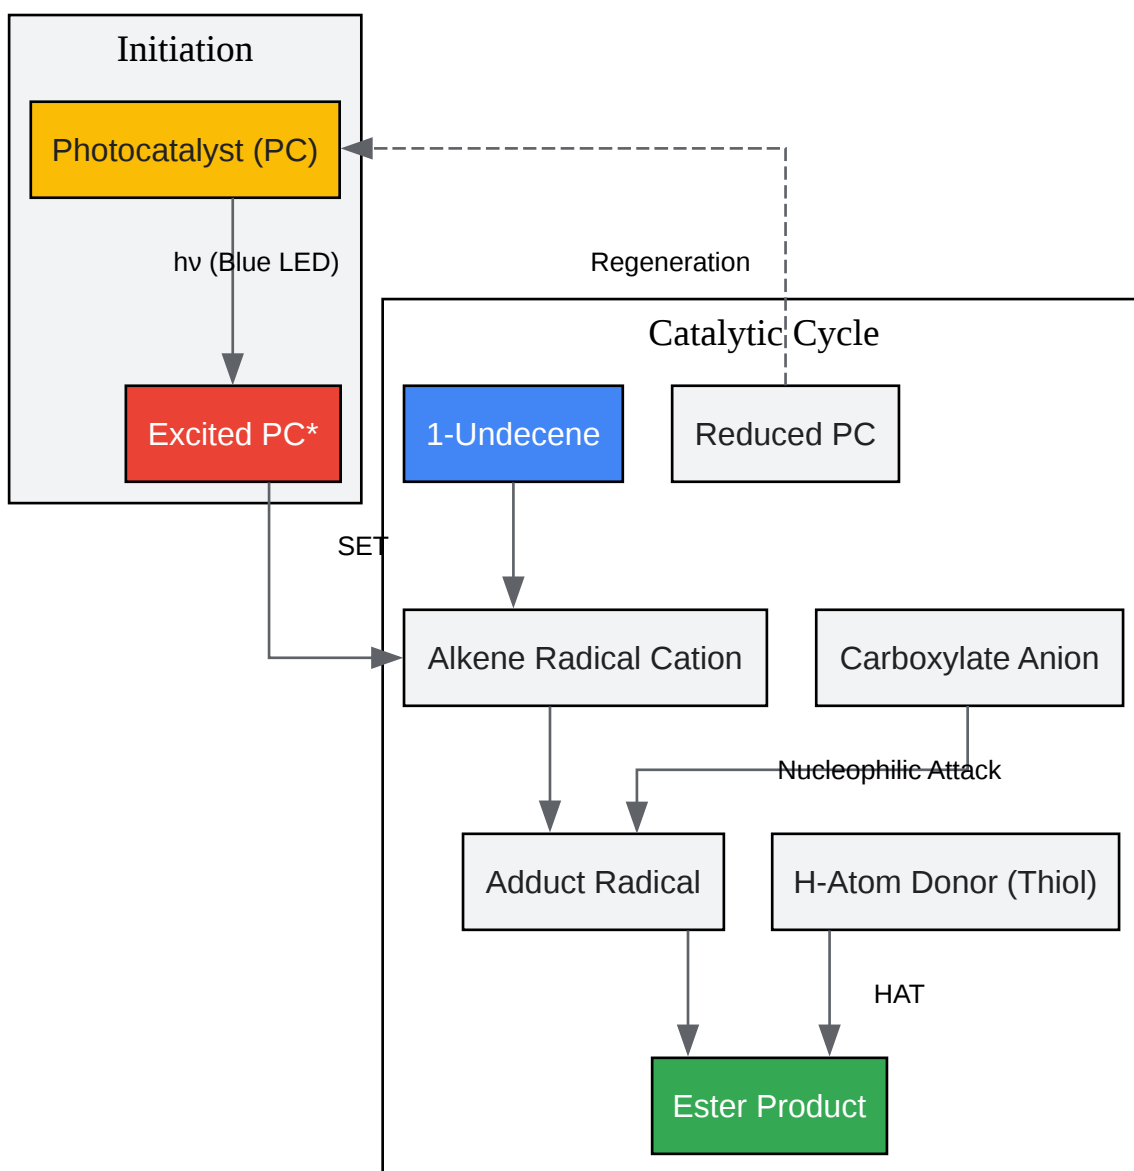 Initiation
Photocatalyst (PC)
hν (Blue LED)
Regeneration
Catalytic Cycle
Excited PC*
1-Undecene
Reduced PC
SET
Alkene Radical Cation
Carboxylate Anion
Nucleophilic Attack
Adduct Radical
H-Atom Donor (Thiol)
HAT
Ester Product